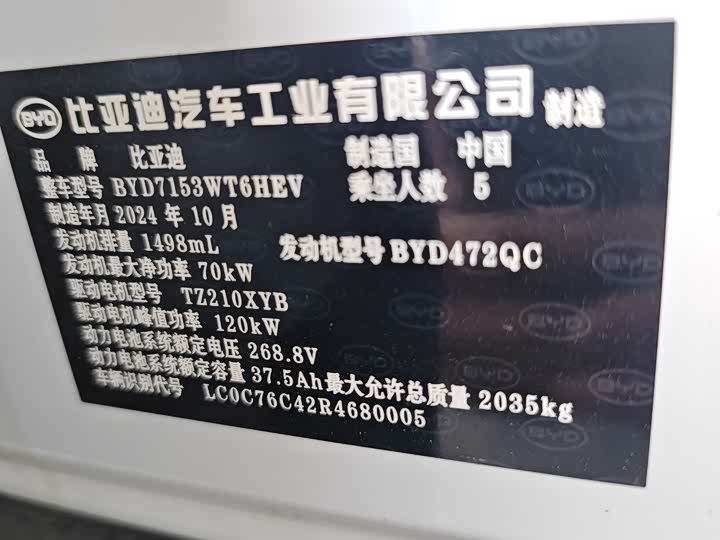 BYD 比亚迪汽车工业有限公司 制造
品 牌 比亚迪 制造国 中国
整车型号 BYD7153WT6HEV 乘坐人数 5
制造年月 2024 年 10 月
发动机排量 1498mL 发动机型号 BYD472QC
发动机最大净功率 70kW
驱动电机型号 TZ210XYB
驱动电机峰值功率 120kW
动力电池系统额定电压 268.8V
动力电池系统额定容量 37.5Ah 最大允许总质量 2035kg
车辆识别代号 LC0C76C42R4680005